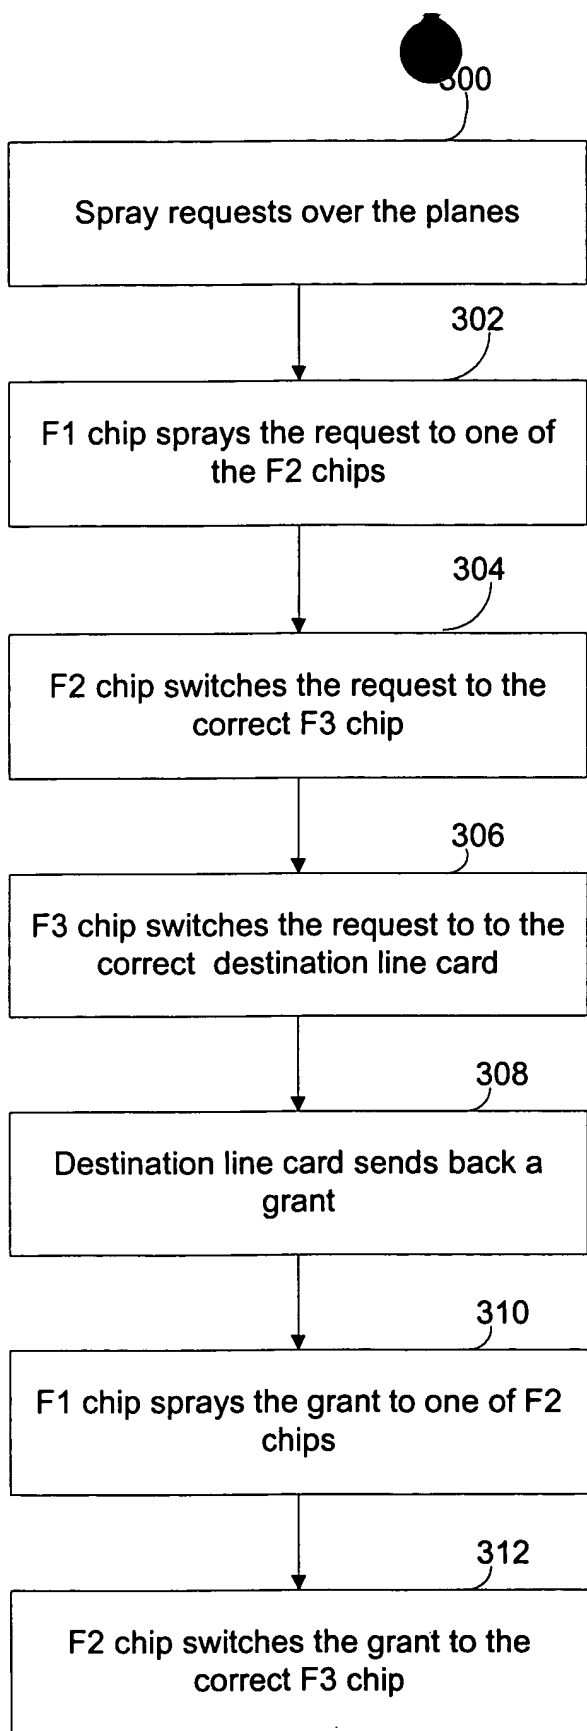 300
Spray requests over the planes
302
F1 chip sprays the request to one of
the F2 chips
304
F2 chip switches the request to the
correct F3 chip
306
F3 chip switches the request to to the
correct destination line card
308
Destination line card sends back a
grant
310
F1 chip sprays the grant to one of F2
chips
312
F2 chip switches the grant to the
correct F3 chip